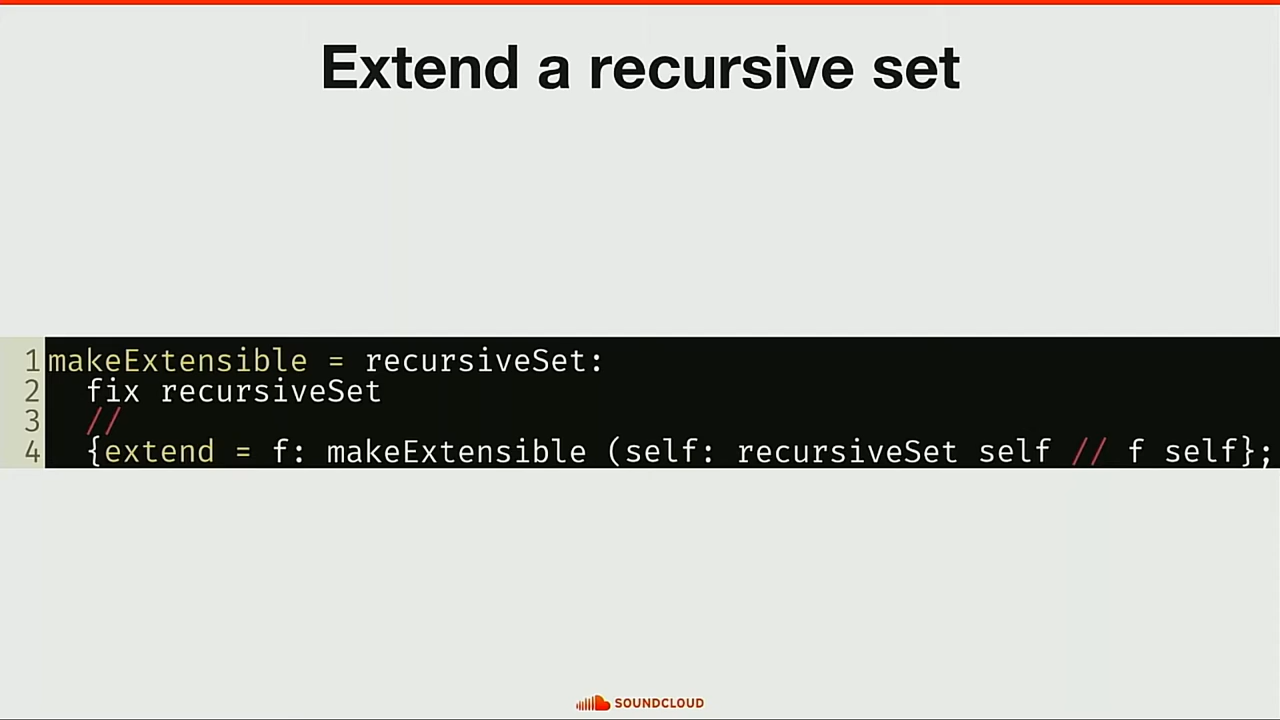 Extend a recursive set
1 makeExtensible = recursiveSet:
2   fix recursiveSet
3   //
4   {extend = f: makeExtensible (self: recursiveSet self // f self};
SOUNDCLOUD